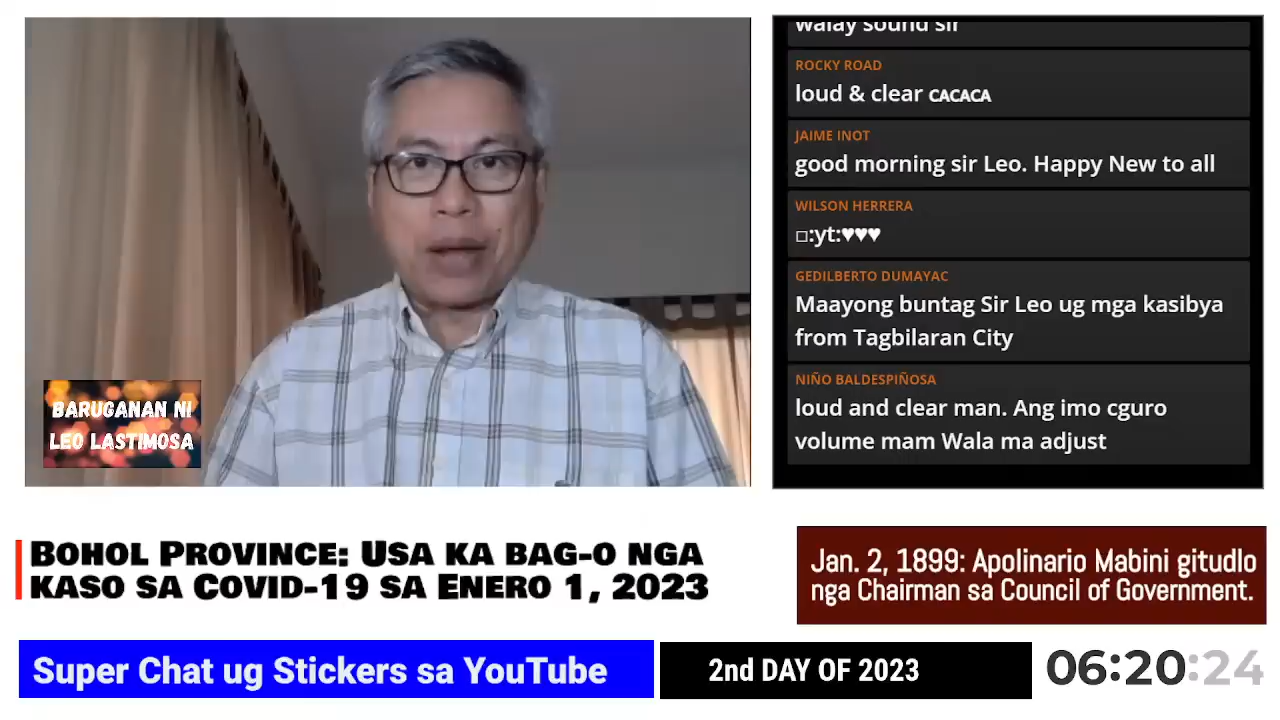 BARUGANAN NI
LEO LASTIMOSA
walay sound sir
ROCKY ROAD
loud & clear CACACA
JAIME INOT
good morning sir Leo. Happy New to all
WILSON HERRERA
□:yt:♥♥♥
GEDILBERTO DUMAYAC
Maayong buntag Sir Leo ug mga kasibya
from Tagbilaran City
NIÑO BALDESPIÑOSA
loud and clear man. Ang imo cguro
volume mam Wala ma adjust
BOHOL PROVINCE: USA KA BAG-O NGA
KASO SA COVID-19 SA ENERO 1, 2023
Jan. 2, 1899: Apolinario Mabini gitudlo
nga Chairman sa Council of Government.
Super Chat ug Stickers sa YouTube
2nd DAY OF 2023
06:20:24